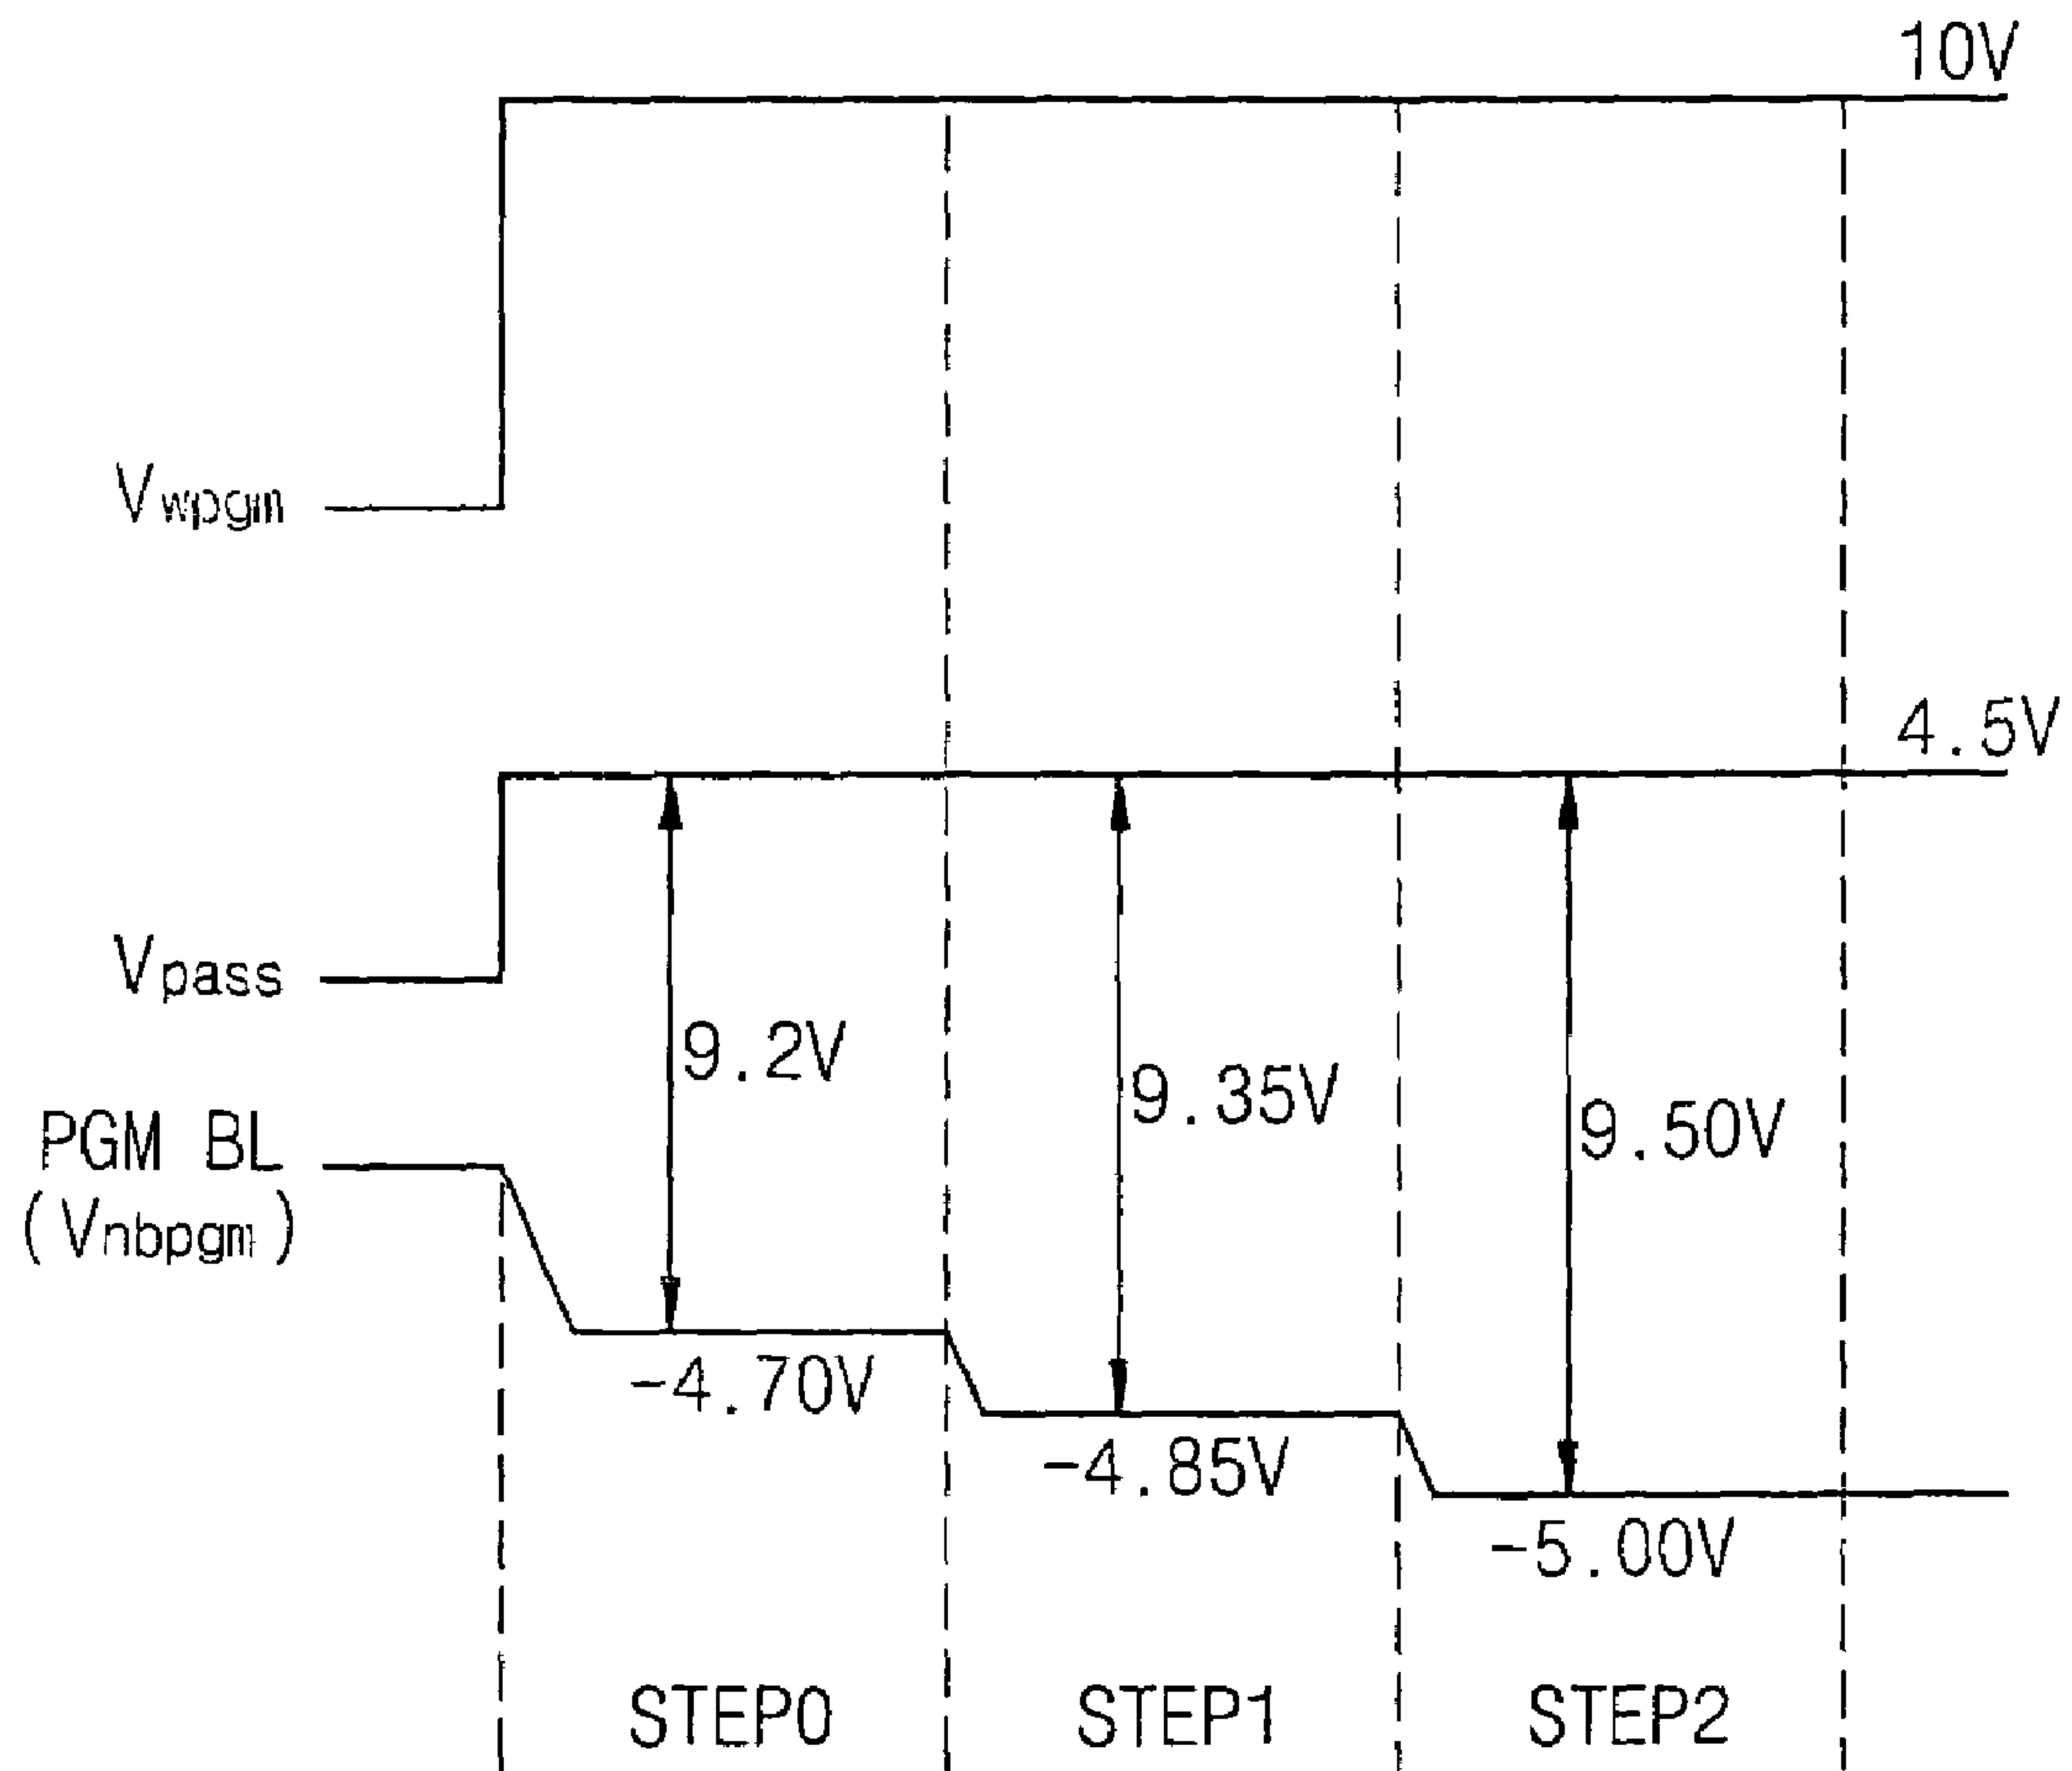 10V
Vwpgm
4.5V
Vpass
9.2V
9.35V
9.50V
PGM BL
(Vnbpgm)
-4.70V
-4.85V
-5.00V
STEP0
STEP1
STEP2